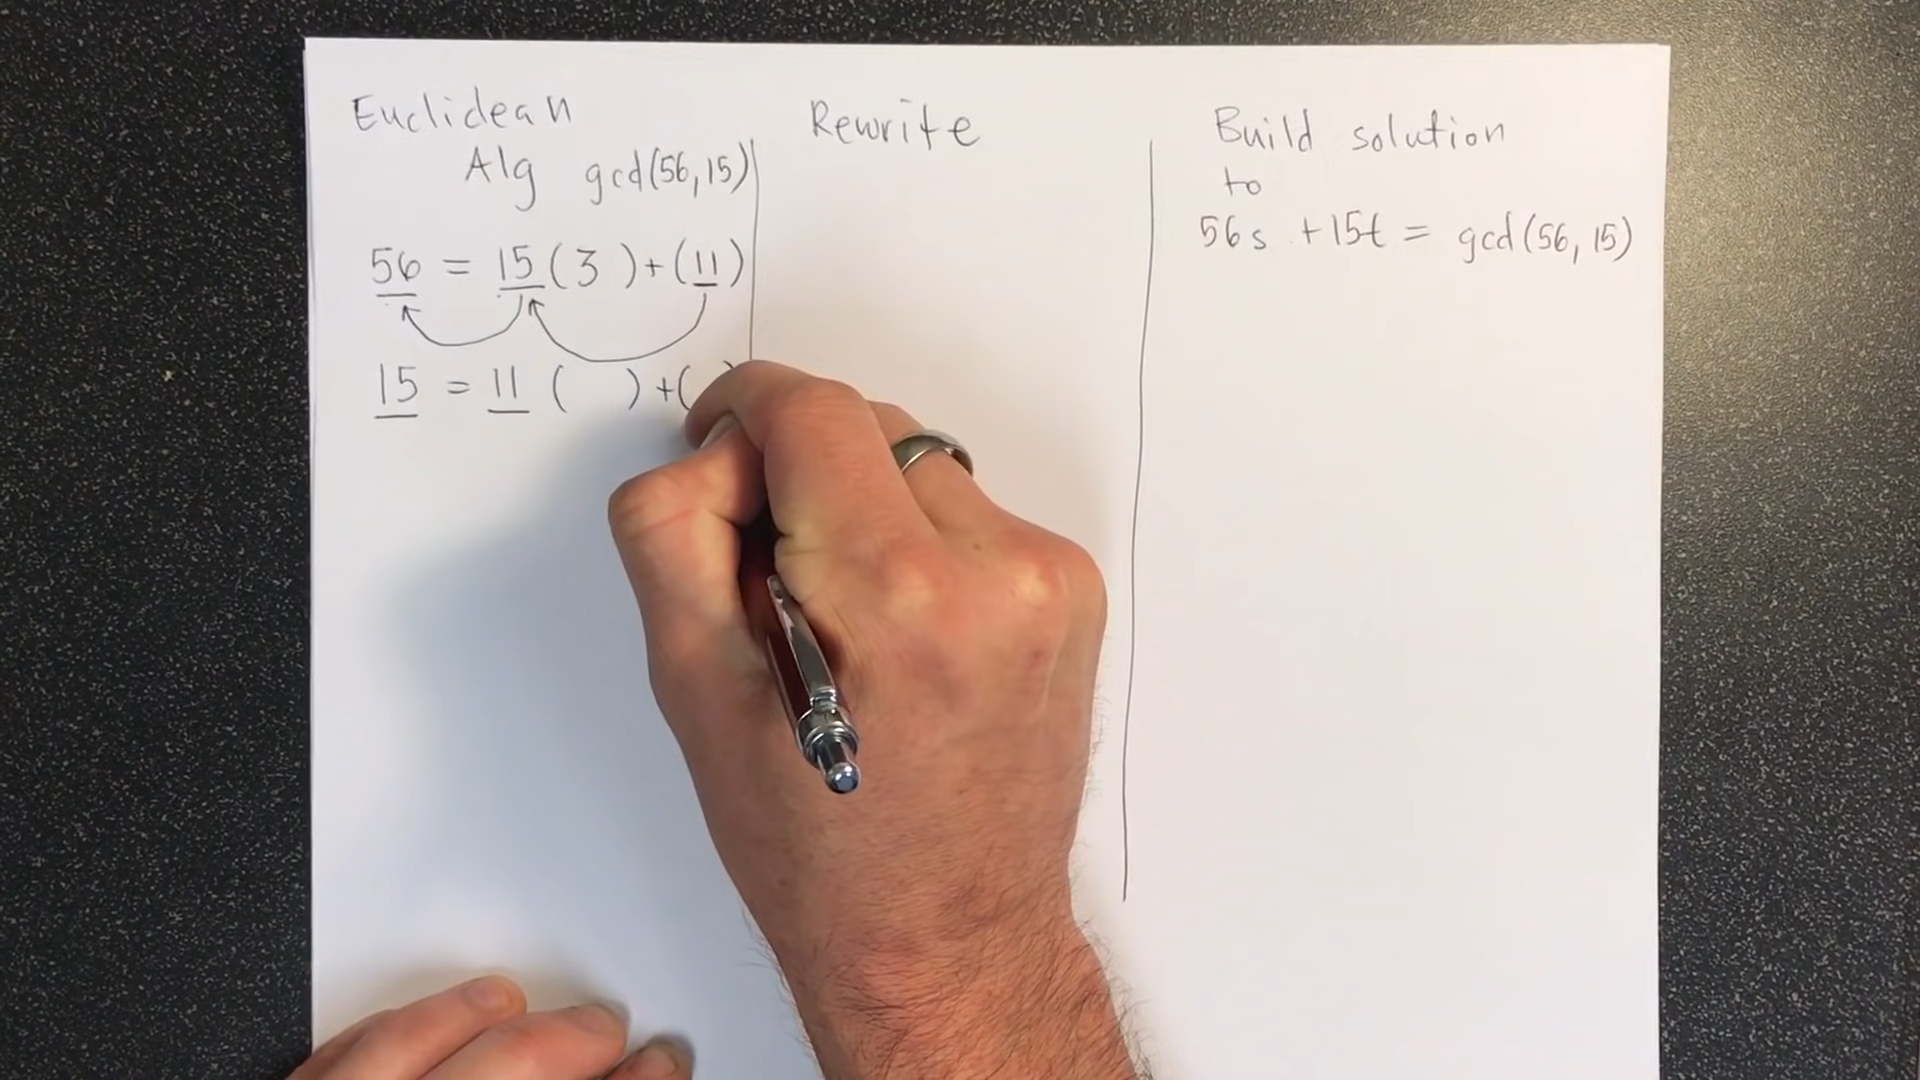 Euclidean
Alg gcd(56,15)
56 = 15(3)+(11)
15 = 11 ( ) +( )
Rewrite
Build solution
to
56s +15t = gcd(56, 15)